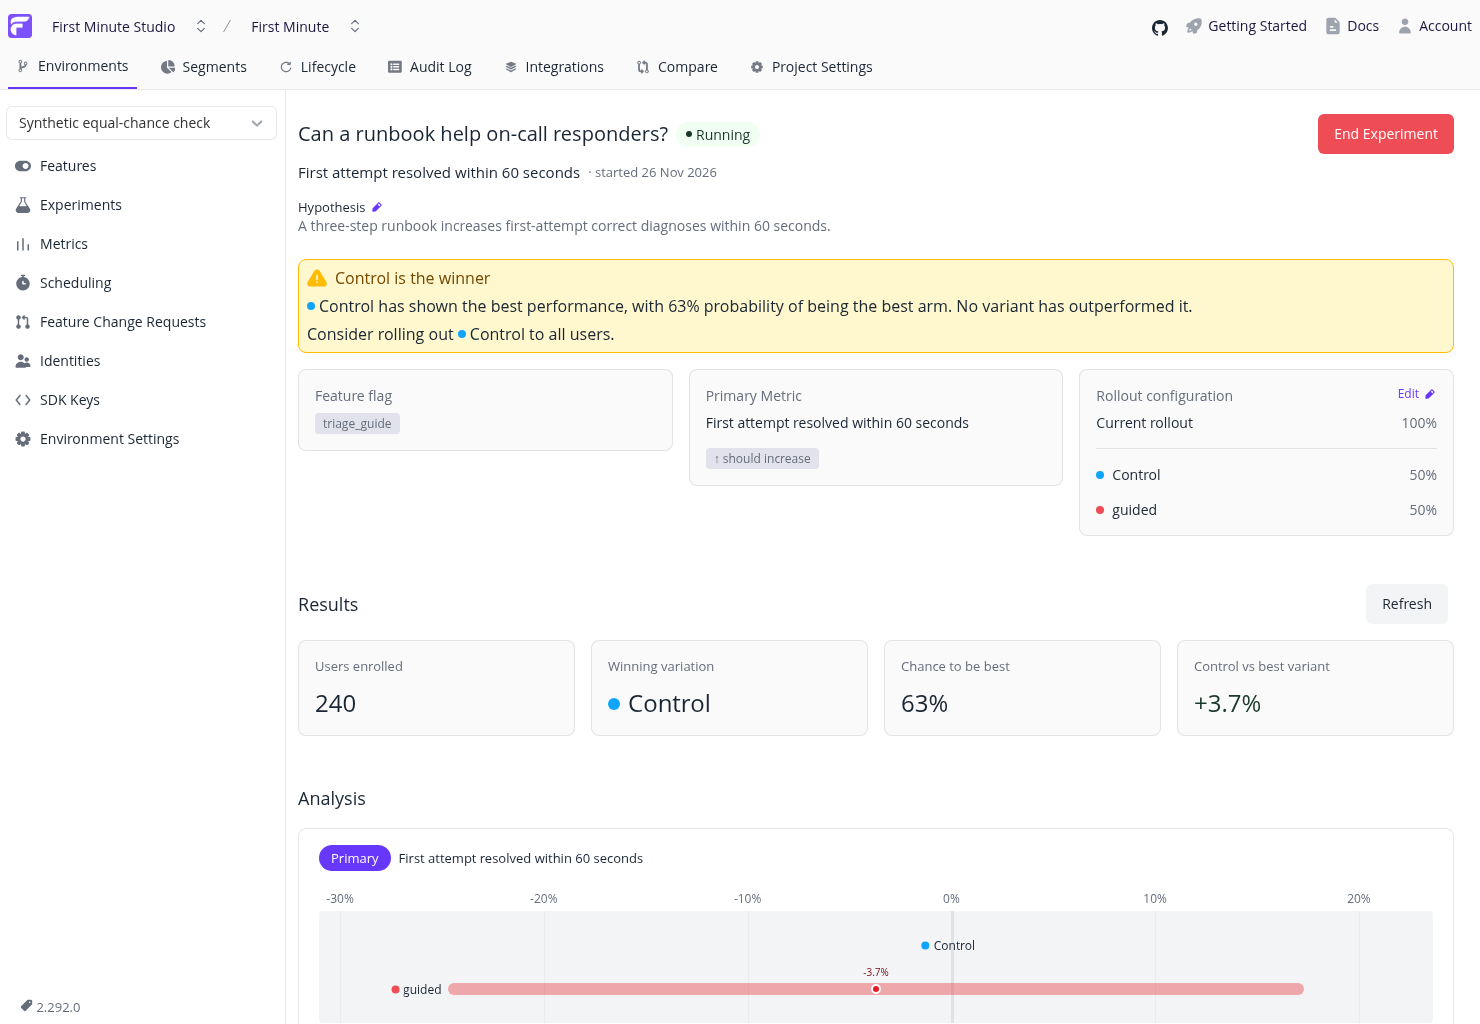 First Minute Studio / First Minute
Getting Started Docs Account
Environments Segments Lifecycle Audit Log Integrations Compare Project Settings
Synthetic equal-chance check
Features
Experiments
Metrics
Scheduling
Feature Change Requests
Identities
SDK Keys
Environment Settings
2.292.0
Can a runbook help on-call responders? Running
End Experiment
First attempt resolved within 60 seconds · started 26 Nov 2026
Hypothesis
A three-step runbook increases first-attempt correct diagnoses within 60 seconds.
Control is the winner
Control has shown the best performance, with 63% probability of being the best arm. No variant has outperformed it.
Consider rolling out Control to all users.
Feature flag
triage_guide
Primary Metric
First attempt resolved within 60 seconds
↑ should increase
Rollout configuration Edit
Current rollout 100%
Control 50%
guided 50%
Results
Refresh
Users enrolled
240
Winning variation
Control
Chance to be best
63%
Control vs best variant
+3.7%
Analysis
Primary First attempt resolved within 60 seconds
-30% -20% -10% 0% 10% 20%
Control
-3.7%
guided